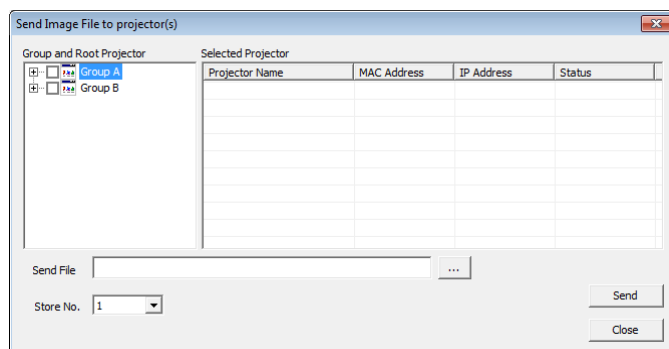 Send Image File to projector(s)
Group and Root Projector
Group A
Group B
Selected Projector
Projector Name MAC Address IP Address Status
Send File ...
Store No. 1
Send
Close